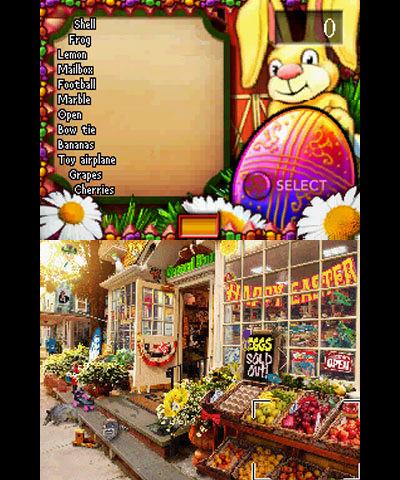 Shell
0
Frog
Lemon
Mailbox
Football
Marble
Open
Bow tie
Bananas
Toy airplane
Grapes
Cherries
SELECT
HAPPY EASTER
EGGS
SOLD
OUT!
OPEN